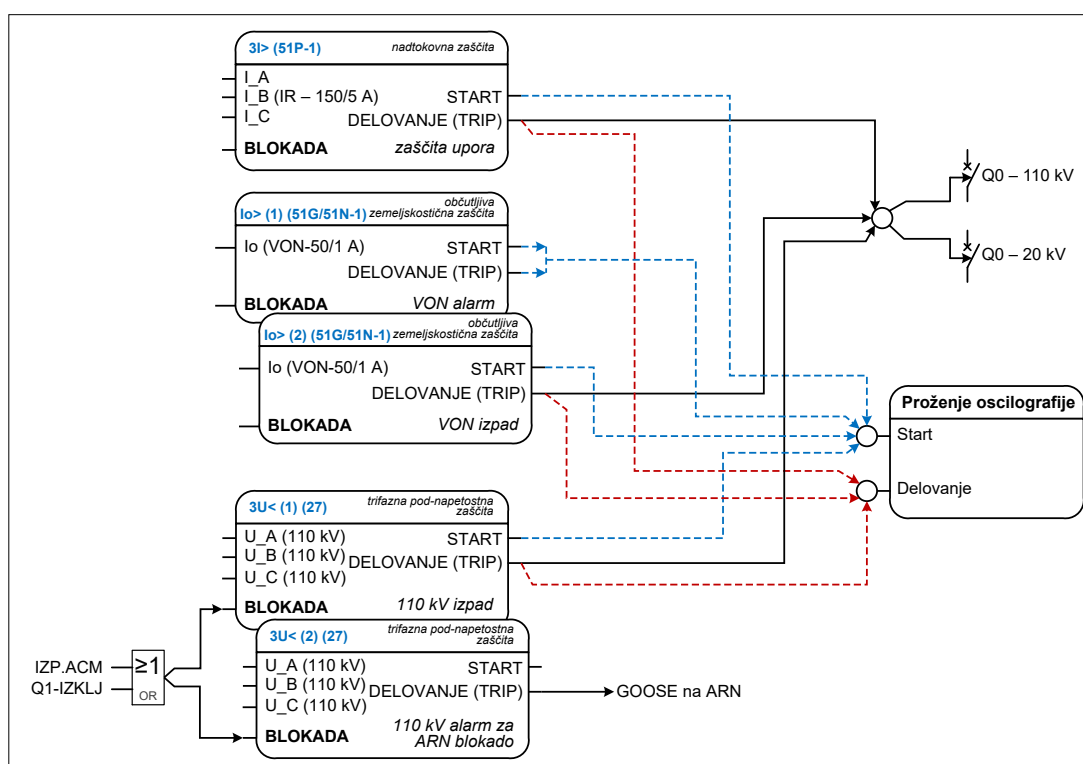 3I> (51P-1) nadtokovna zaščita
I_A
I_B (IR – 150/5 A) START
I_C DELOVANJE (TRIP)
BLOKADA zaščita upora
Q0 – 110 kV
Q0 – 20 kV
občutljiva
Io> (1) (51G/51N-1) zemeljskostična zaščita
Io (VON-50/1 A) START
DELOVANJE (TRIP)
BLOKADA VON alarm
občutljiva
Io> (2) (51G/51N-1) zemeljskostična zaščita
Io (VON-50/1 A) START
DELOVANJE (TRIP)
BLOKADA VON izpad
Proženje oscilografije
Start
Delovanje
3U< (1) (27) trifazna pod-napetostna
zaščita
U_A (110 kV) START
U_B (110 kV)
DELOVANJE (TRIP)
U_C (110 kV)
BLOKADA 110 kV izpad
3U< (2) (27) trifazna pod-napetostna
zaščita
U_A (110 kV) START
U_B (110 kV) DELOVANJE (TRIP)
U_C (110 kV)
BLOKADA 110 kV alarm za
ARN blokado
GOOSE na ARN
IZP.ACM
Q1-IZKLJ
≥1
OR